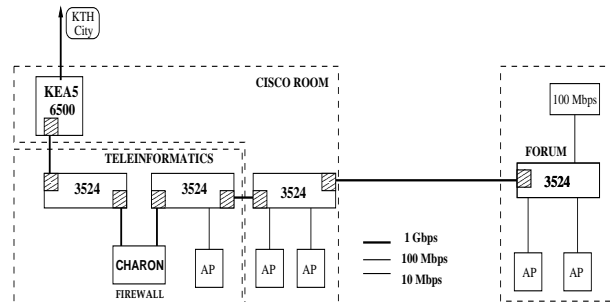 KTH
City
KEA5
6500
CISCO ROOM
100 Mbps
TELEINFORMATICS
FORUM
3524
3524
3524
3524
CHARON
FIREWALL
AP
AP
AP
1 Gbps
100 Mbps
10 Mbps
AP
AP